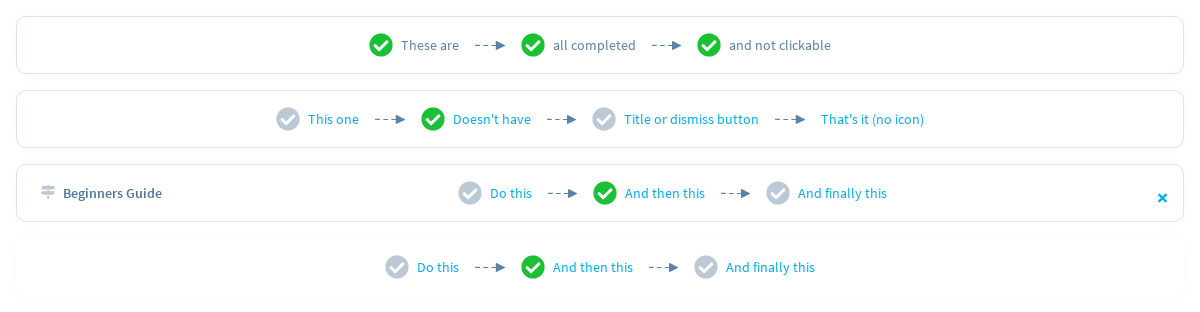 These are all completed and not clickable
This one Doesn't have Title or dismiss button That's it (no icon)
Beginners Guide Do this And then this And finally this
Do this And then this And finally this